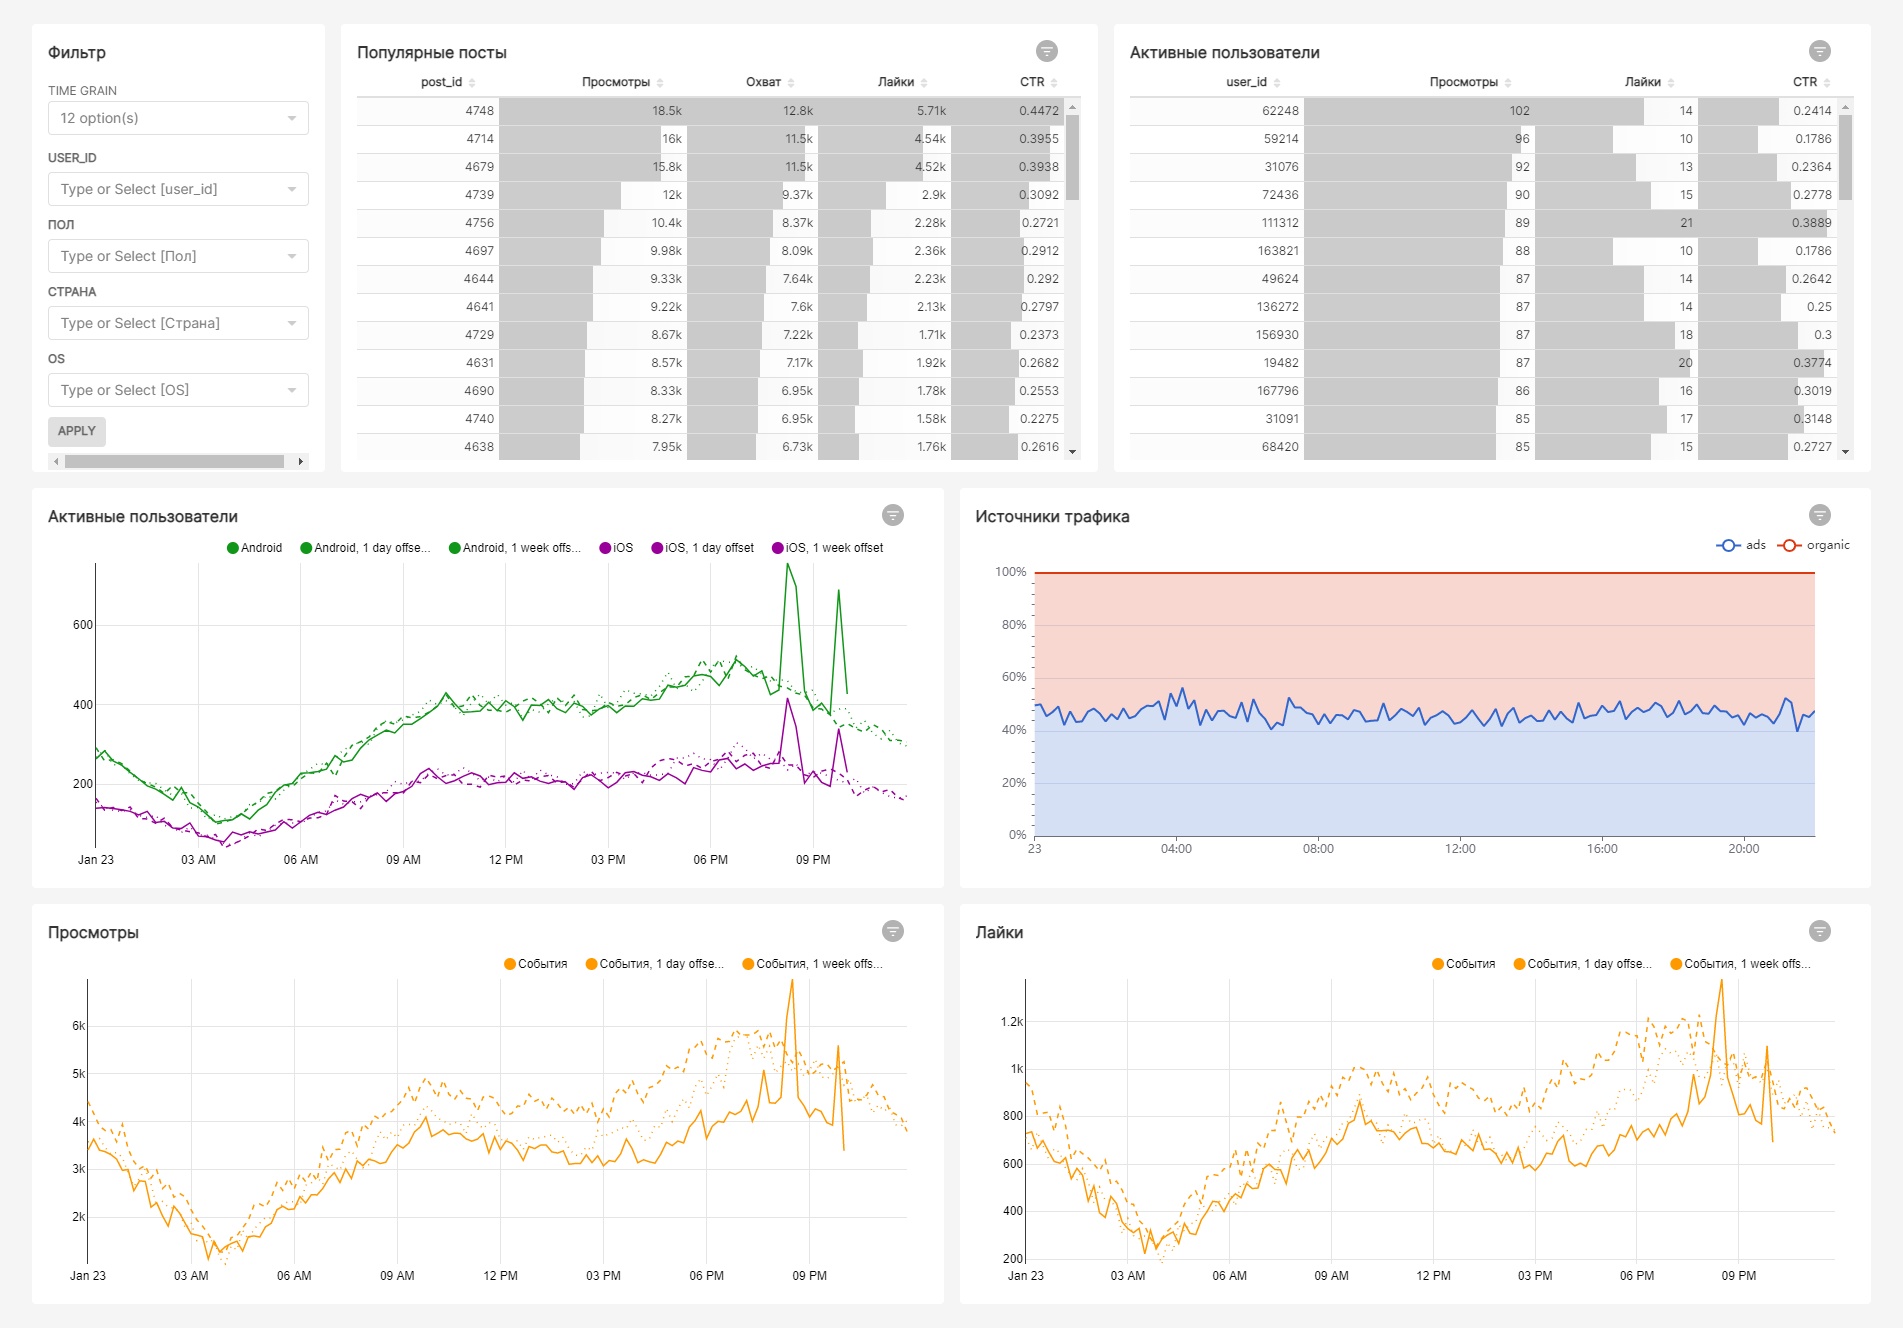 Фильтр
TIME GRAIN
12 option(s)
USER_ID
Type or Select [user_id]
ПОЛ
Type or Select [Пол]
СТРАНА
Type or Select [Страна]
OS
Type or Select [OS]
APPLY
Популярные посты
post_id Просмотры Охват Лайки CTR
4748 18.5k 12.8k 5.71k 0.4472
4714 16k 11.5k 4.54k 0.3955
4679 15.8k 11.5k 4.52k 0.3938
4739 12k 9.37k 2.9k 0.3092
4756 10.4k 8.37k 2.28k 0.2721
4697 9.98k 8.09k 2.36k 0.2912
4644 9.33k 7.64k 2.23k 0.292
4641 9.22k 7.6k 2.13k 0.2797
4729 8.67k 7.22k 1.71k 0.2373
4631 8.57k 7.17k 1.92k 0.2682
4690 8.33k 6.95k 1.78k 0.2553
4740 8.27k 6.95k 1.58k 0.2275
4638 7.95k 6.73k 1.76k 0.2616
Активные пользователи
user_id Просмотры Лайки CTR
62248 102 14 0.2414
59214 96 10 0.1786
31076 92 13 0.2364
72436 90 15 0.2778
111312 89 21 0.3889
163821 88 10 0.1786
49624 87 14 0.2642
136272 87 14 0.25
156930 87 18 0.3
19482 87 20 0.3774
167796 86 16 0.3019
31091 85 17 0.3148
68420 85 15 0.2727
Активные пользователи
Android Android, 1 day offse... Android, 1 week offs... iOS iOS, 1 day offset iOS, 1 week offset
600
400
200
Jan 23 03 AM 06 AM 09 AM 12 PM 03 PM 06 PM 09 PM
Источники трафика
ads organic
100%
80%
60%
40%
20%
0%
23 04:00 08:00 12:00 16:00 20:00
Просмотры
События События, 1 day offse... События, 1 week offs...
6k
5k
4k
3k
2k
Jan 23 03 AM 06 AM 09 AM 12 PM 03 PM 06 PM 09 PM
Лайки
События События, 1 day offse... События, 1 week offs...
1.2k
1k
800
600
400
200
Jan 23 03 AM 06 AM 09 AM 12 PM 03 PM 06 PM 09 PM